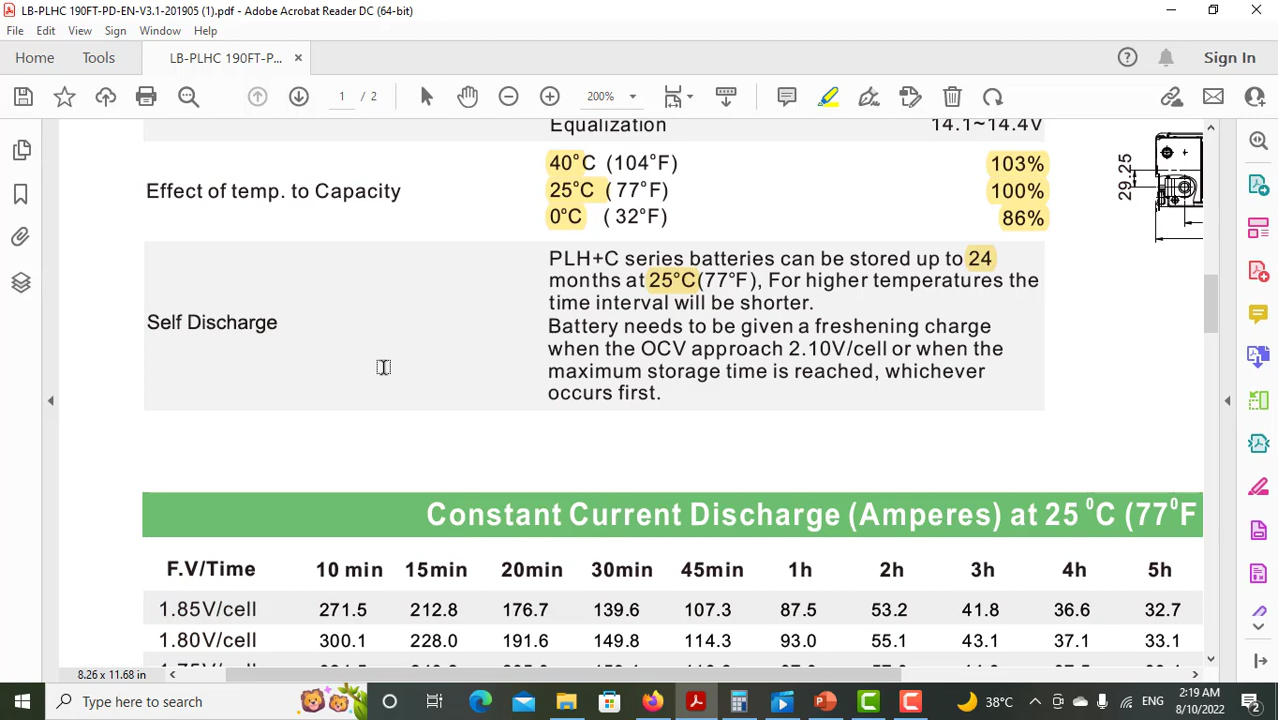 LB-PLHC 190FT-PD-EN-V3.1-201905 (1).pdf - Adobe Acrobat Reader DC (64-bit)
File Edit View Sign Window Help
Home Tools LB-PLHC 190FT-P... × Sign In
1 / 2 200%
Equalization 14.1~14.4V
Effect of temp. to Capacity
40°C (104°F) 103%
25°C (77°F) 100%
0°C (32°F) 86%
29.25
Self Discharge
PLH+C series batteries can be stored up to 24
months at 25°C(77°F), For higher temperatures the
time interval will be shorter.
Battery needs to be given a freshening charge
when the OCV approach 2.10V/cell or when the
maximum storage time is reached, whichever
occurs first.
Constant Current Discharge (Amperes) at 25 ⁰C (77⁰F
F.V/Time 10 min 15min 20min 30min 45min 1h 2h 3h 4h 5h
1.85V/cell 271.5 212.8 176.7 139.6 107.3 87.5 53.2 41.8 36.6 32.7
1.80V/cell 300.1 228.0 191.6 149.8 114.3 93.0 55.1 43.1 37.1 33.1
8.26 x 11.68 in
Type here to search
38°C
2:19 AM
8/10/2022
2